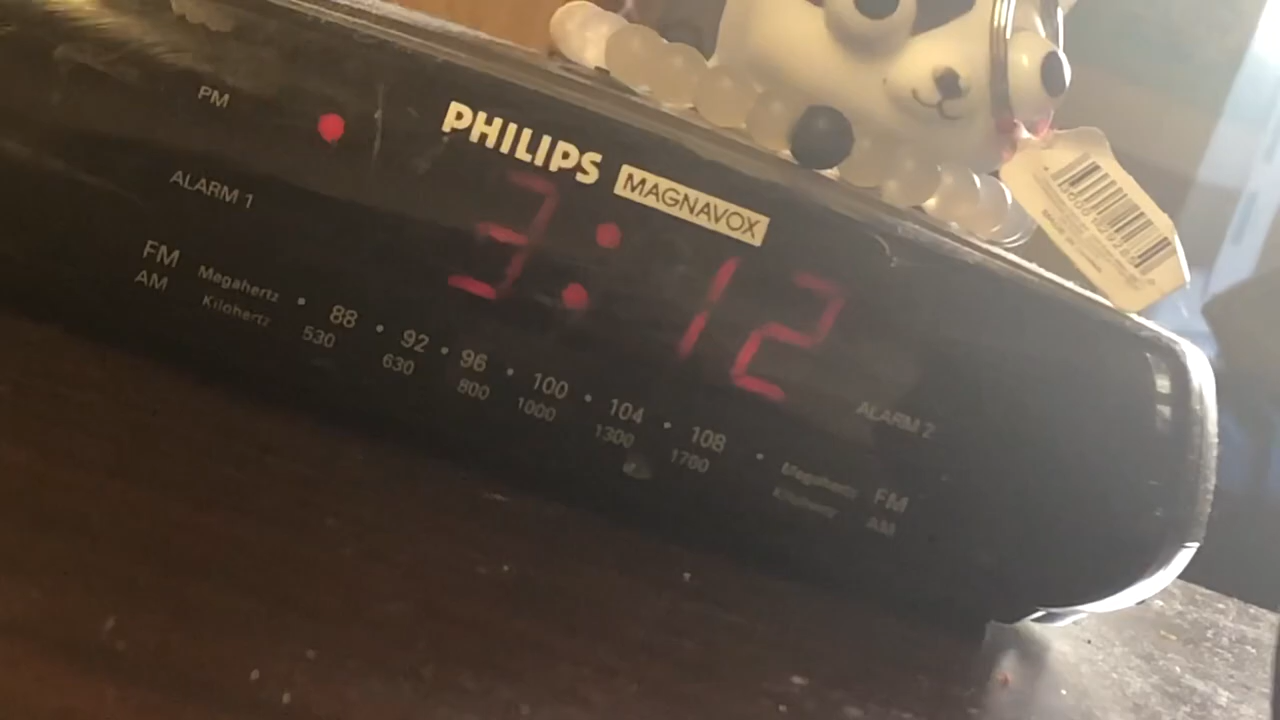 PM
PHILIPS MAGNAVOX
ALARM 1
3:12
FM Megahertz • 88 • 92 • 96 • 100 • 104 • 108 • Megahertz FM
AM Kilohertz 530 630 800 1000 1300 1700 Kilohertz AM
ALARM 2